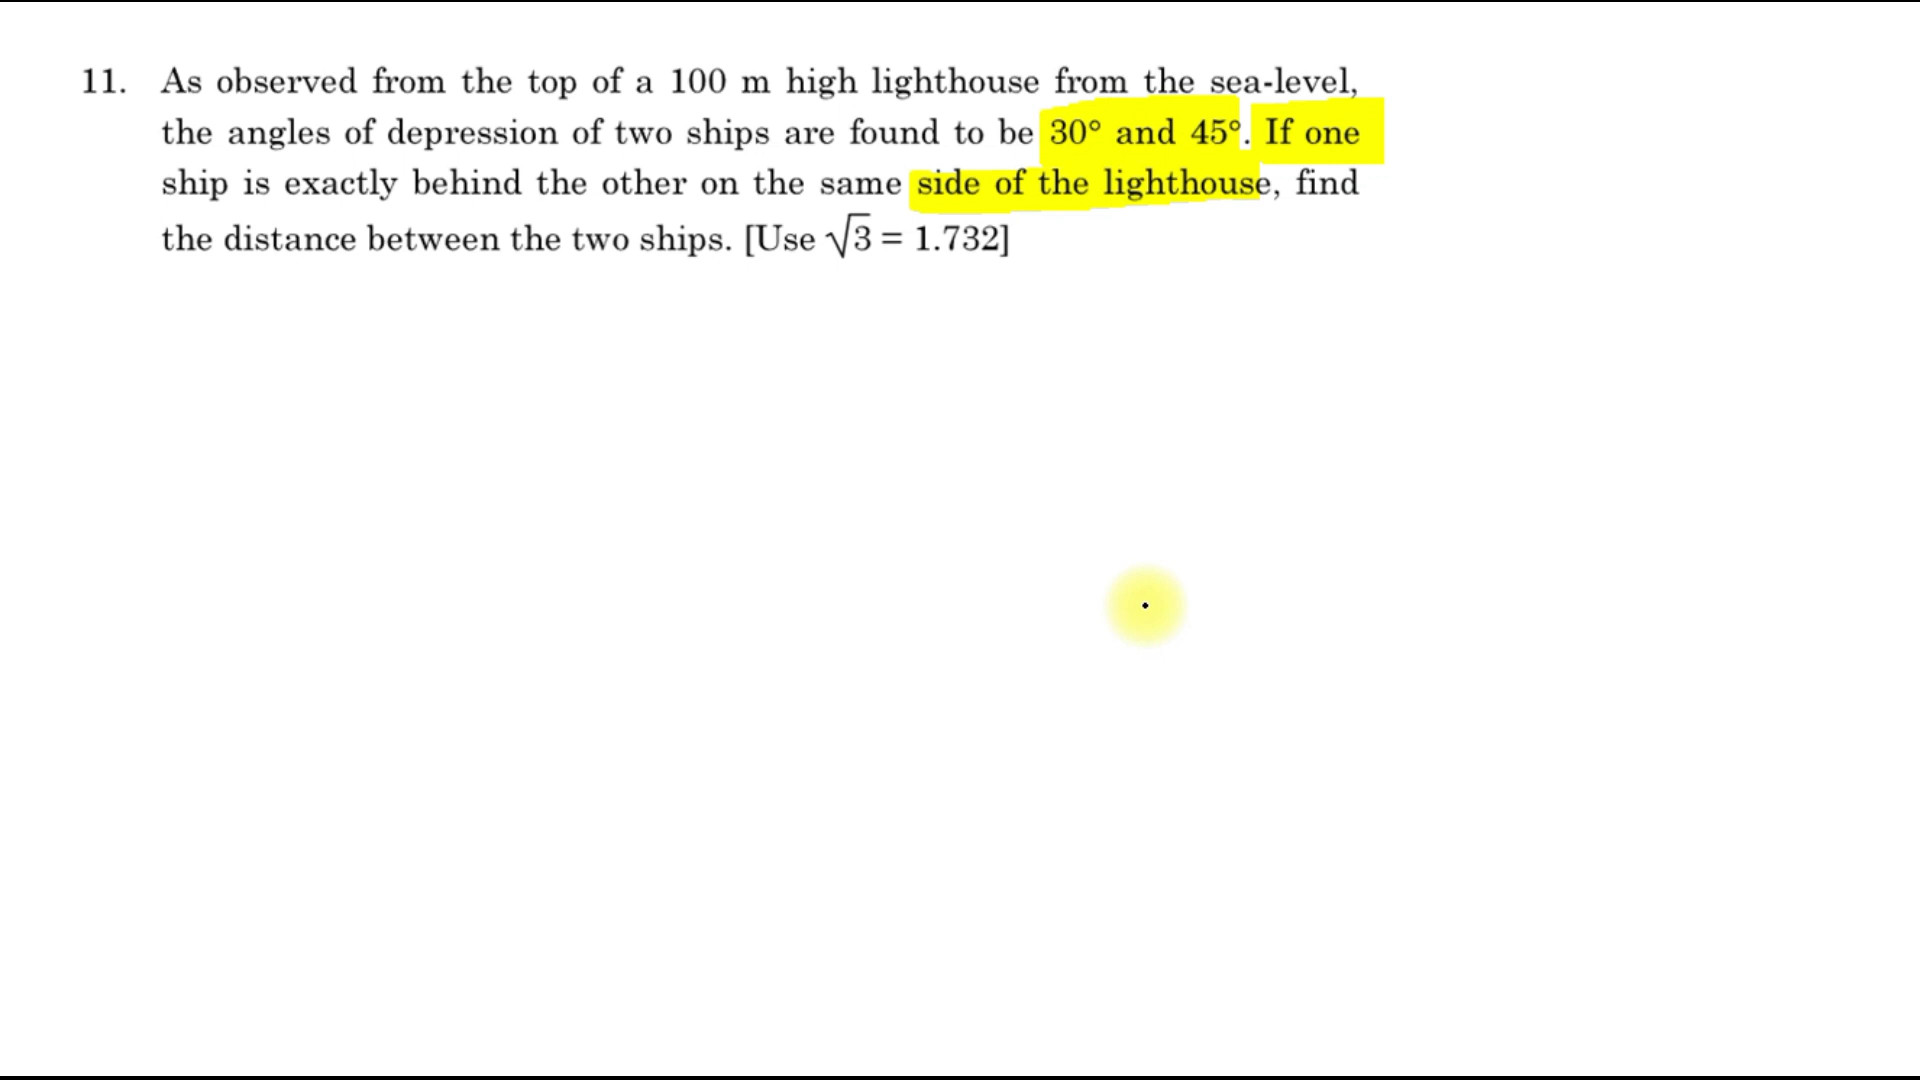 11. As observed from the top of a 100 m high lighthouse from the sea-level,
the angles of depression of two ships are found to be 30° and 45°. If one
ship is exactly behind the other on the same side of the lighthouse, find
the distance between the two ships. [Use √3 = 1.732]